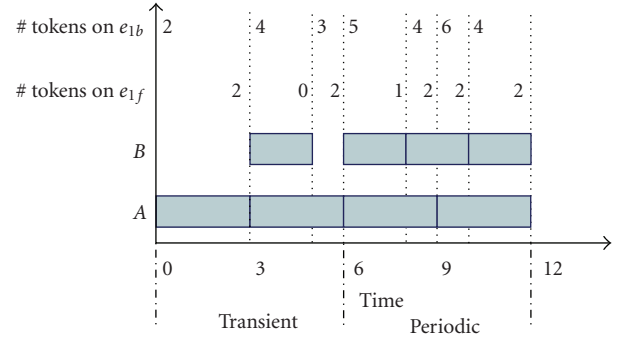 # tokens on e1b 2 4 3 5 4 6 4
# tokens on e1f 2 0 2 1 2 2 2
B
A
0 3 6 9 12
Time
Transient Periodic